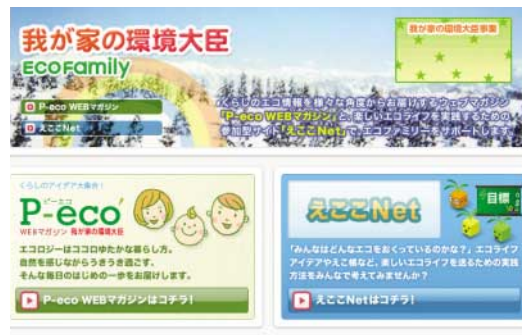 我が家の環境大臣
EcoFamily
我が家の環境大臣事業
P-eco WEBマガジン
えここNet
くらしのエコ情報を様々な角度からお届けするウェブマガジン
「P-eco WEBマガジン」と、楽しいエコライフを実践するための
参加型サイト「えここNet」で、エコファミリーをサポートします。
くらしのアイデア大集合！
ピーエコ
P-eco
WEBマガジン 我が家の環境大臣
エコロジーはココロゆたかな暮らし方。
自然を感じながらうきうき過ごす、
そんな毎日のはじめの一歩をお届けします。
P-eco WEBマガジンはコチラ！
えここNet
目標
「みんなはどんなエコをおくっているのかな？」エコライフ
アイデアやえこ帳など、楽しいエコライフを送るための実践
方法をみんなで考えてみませんか？
えここNetはコチラ！